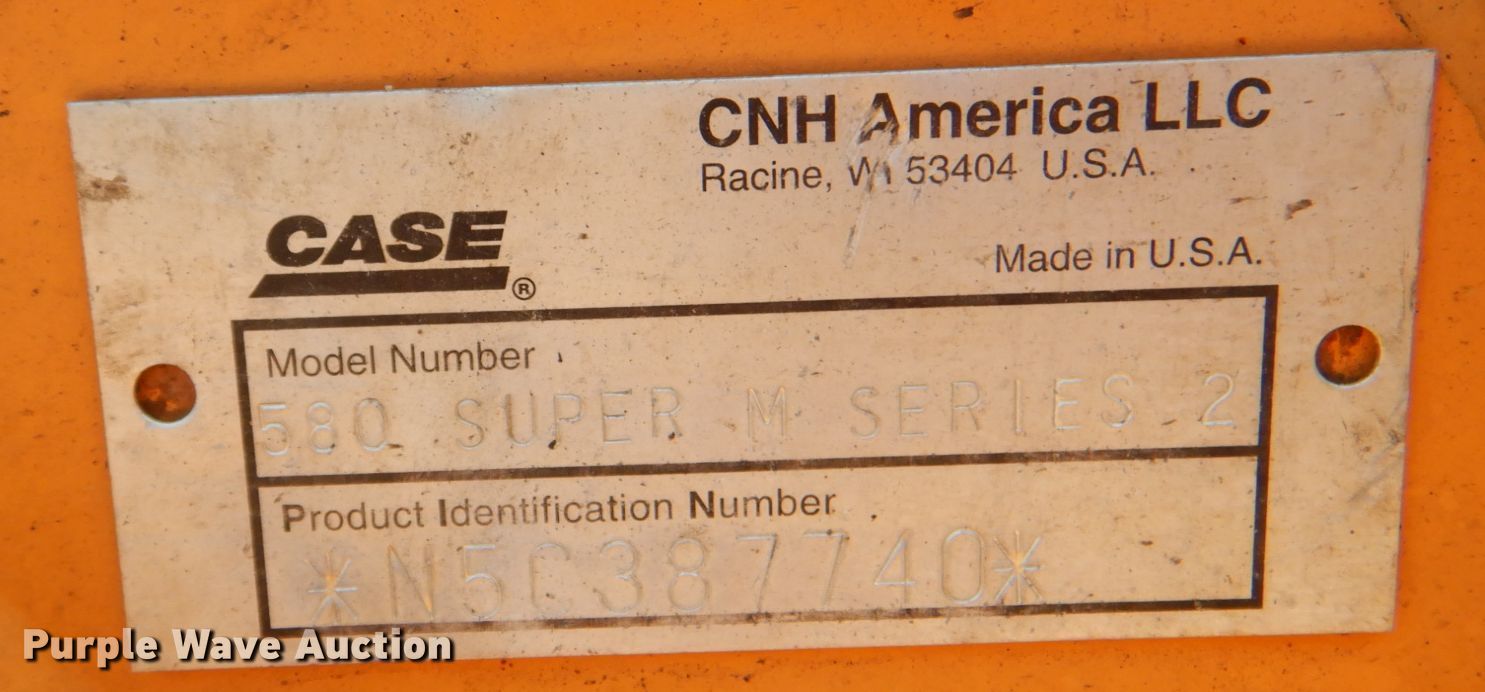 CNH America LLC
Racine, WI 53404 U.S.A.
CASE®
Made in U.S.A.
Model Number
580 SUPER M SERIES 2
Product Identification Number
*N5C387740*
Purple Wave Auction